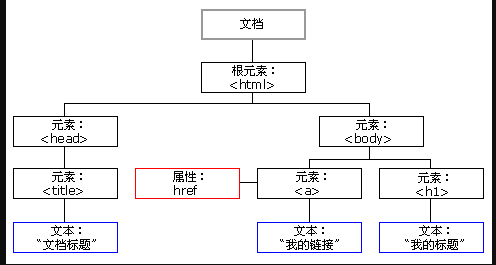 文档
根元素：
<html>
元素：
<head>
元素：
<body>
元素：
<title>
属性：
href
元素：
<a>
元素：
<h1>
文本：
“文档标题”
文本：
“我的链接”
文本：
“我的标题”